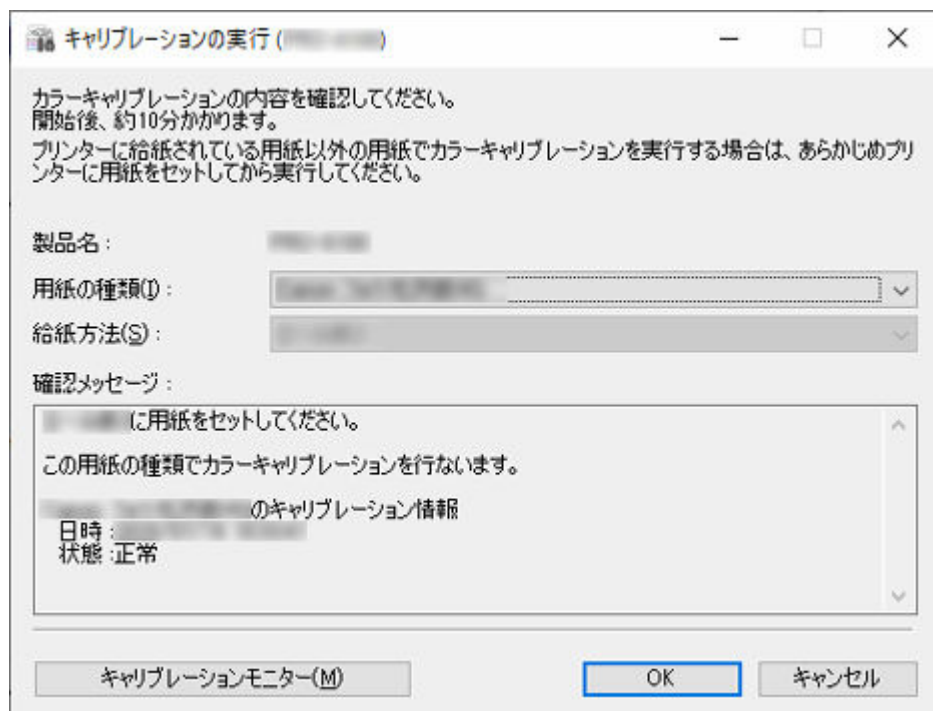 キャリブレーションの実行 (
)
カラーキャリブレーションの内容を確認してください。
開始後、約10分かかります。
プリンターに給紙されている用紙以外の用紙でカラーキャリブレーションを実行する場合は、あらかじめプリ
ンターに用紙をセットしてから実行してください。
製品名 :
用紙の種類(I) :
給紙方法(S) :
確認メッセージ :
に用紙をセットしてください。
この用紙の種類でカラーキャリブレーションを行ないます。
のキャリブレーション情報
日時 :
状態 :正常
キャリブレーションモニター(M)
OK
キャンセル